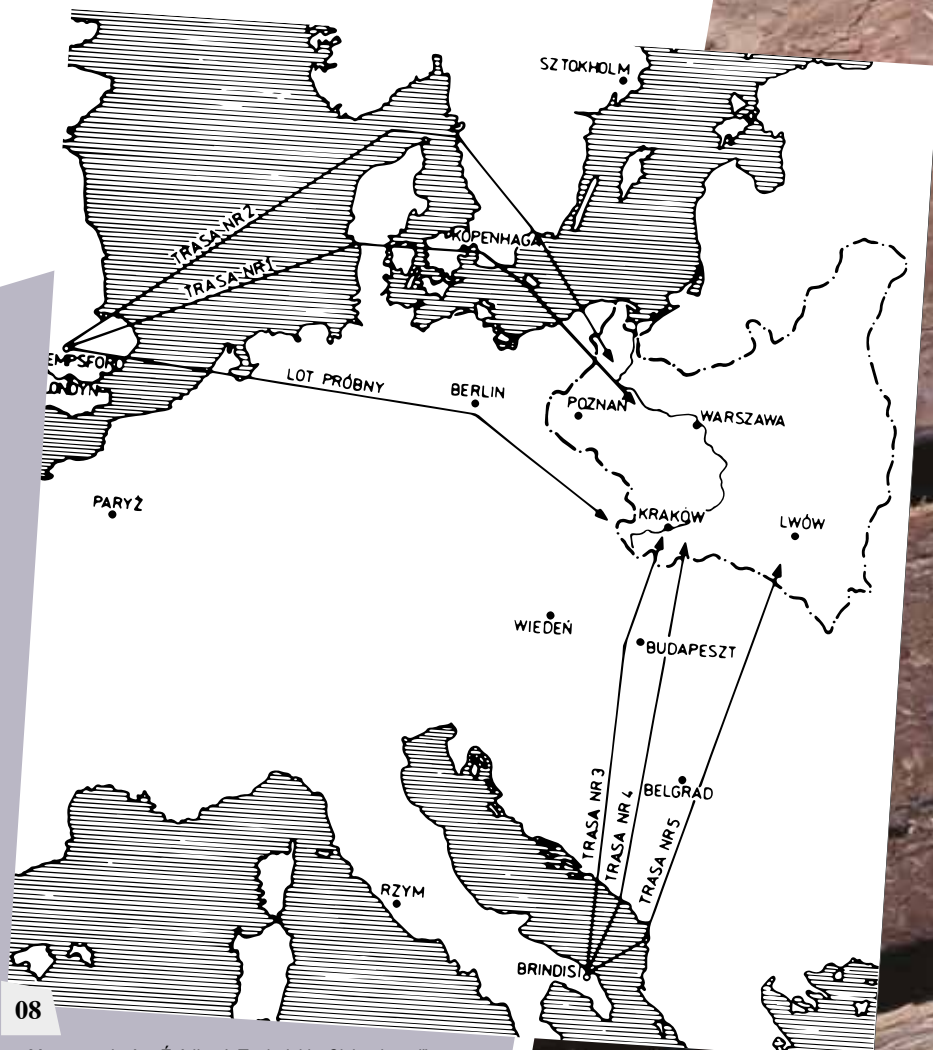 SZTOKHOLM
TRASA NR 2
KOPENHAGA
TRASA NR 1
EMPSFORD
ONDYN
LOT PRÓBNY
BERLIN
POZNAŃ
WARSZAWA
PARYŻ
KRAKÓW
LWÓW
WIEDEŃ
BUDAPESZT
TRASA NR 3
TRASA NR 4
BELGRAD
TRASA NR 5
RZYM
BRINDISI
08